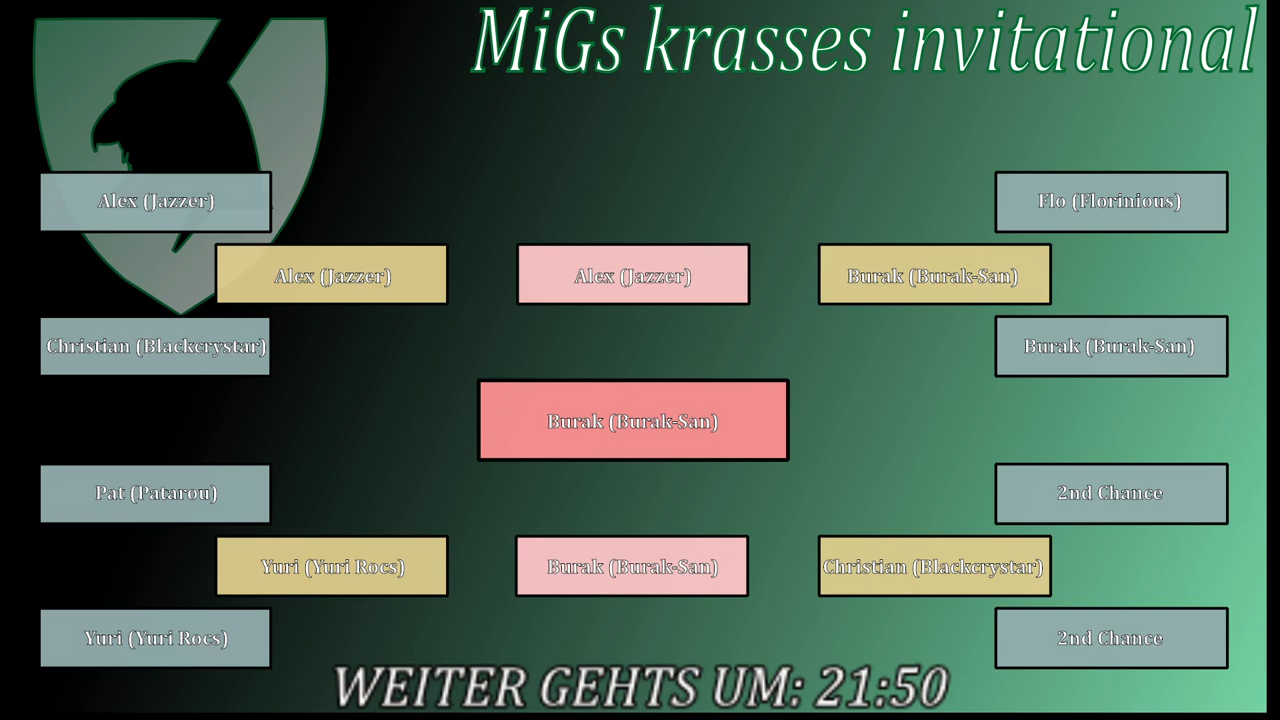 MiGs krasses invitational
Alex (Jazzer)
Flo (Florinious)
Alex (Jazzer)
Alex (Jazzer)
Burak (Burak-San)
Christian (Blackcrystar)
Burak (Burak-San)
Burak (Burak-San)
Pat (Patarou)
2nd Chance
Yuri (Yuri Rocs)
Burak (Burak-San)
Christian (Blackcrystar)
Yuri (Yuri Rocs)
2nd Chance
WEITER GEHTS UM: 21:50